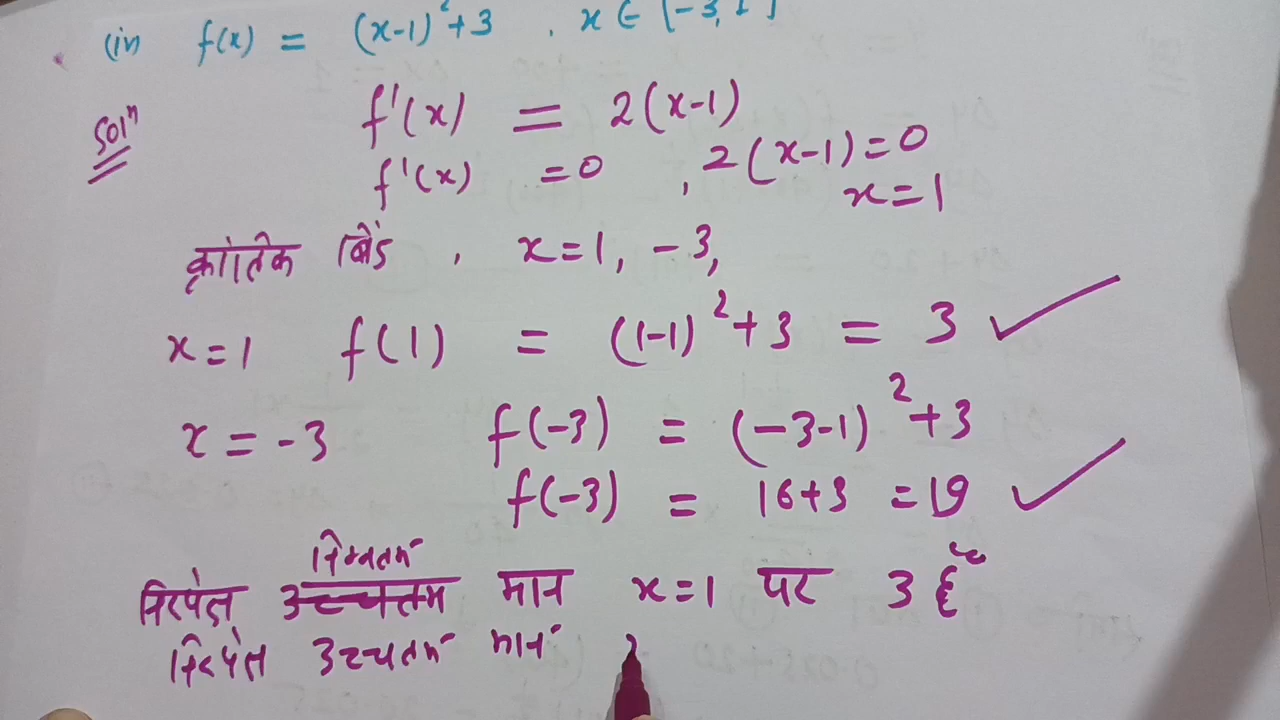 (iv) f(x) = (x-1)²+3 , x ∈ [-3,1]
Solⁿ f'(x) = 2(x-1)
f'(x) =0 , 2(x-1)=0
x=1
क्रांतिक बिंदु , x=1, -3,
x=1 f(1) = (1-1)²+3 = 3 ✓
x = -3 f(-3) = (-3-1)²+3
f(-3) = 16+3 =19 ✓
निम्नतम
निरपेक्ष उच्चतम मान x=1 पर 3 है
निरपेक्ष उच्चतम मान